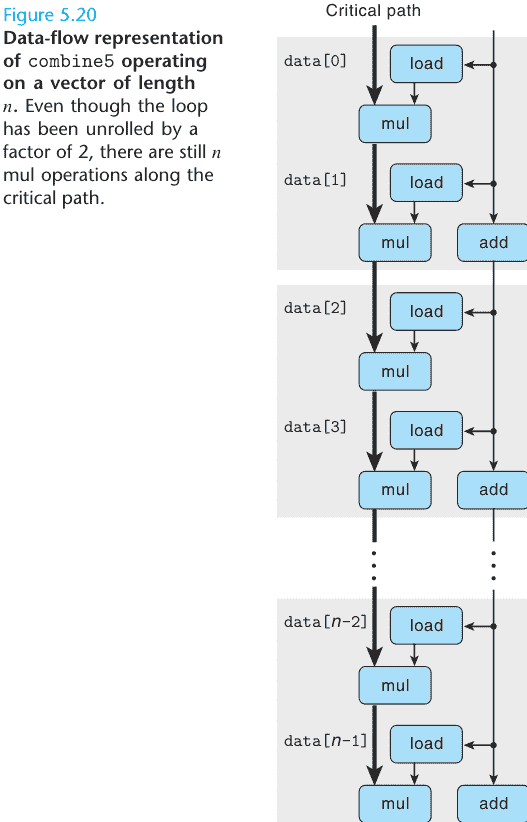 Figure 5.20
Data-flow representation
of combine5 operating
on a vector of length
n. Even though the loop
has been unrolled by a
factor of 2, there are still n
mul operations along the
critical path.
Critical path
data[0]
load
mul
data[1]
load
mul
add
data[2]
load
mul
data[3]
load
mul
add
data[n-2]
load
mul
data[n-1]
load
mul
add